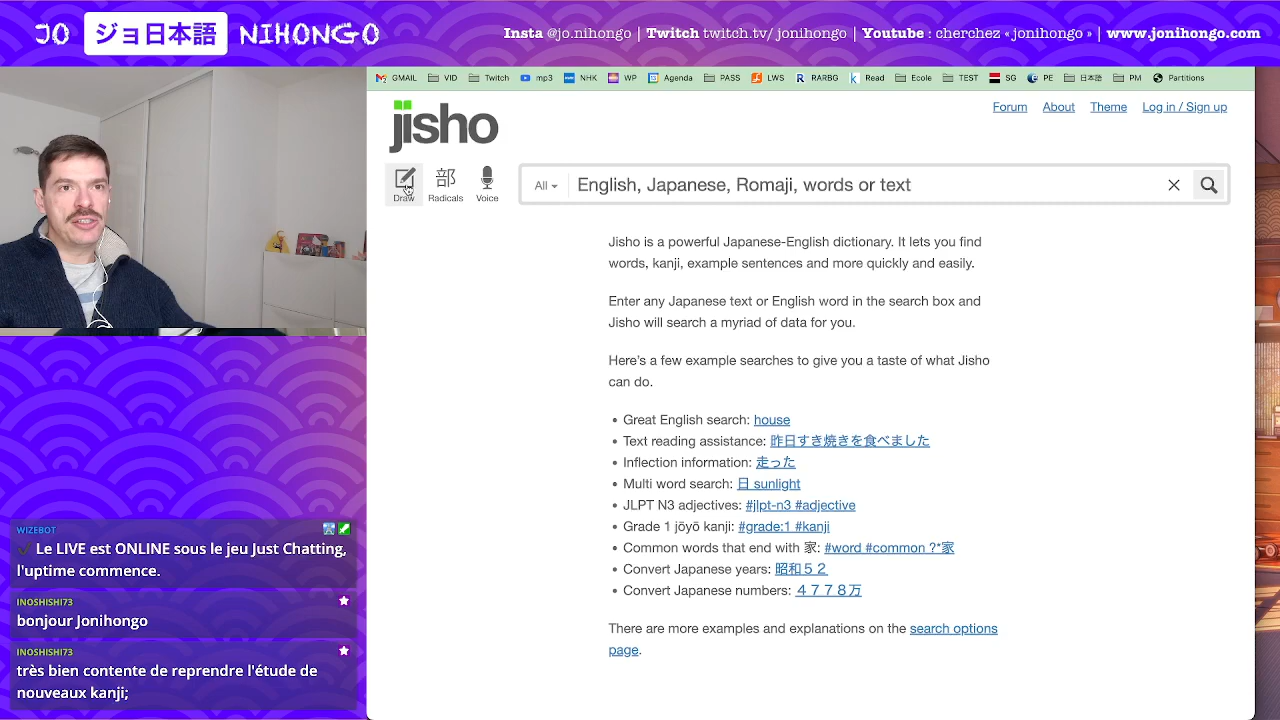 JO ジョ日本語 NIHONGO
Insta @jo.nihongo | Twitch twitch.tv/ jonihongo | Youtube : cherchez « jonihongo » | www.jonihongo.com
GMAIL VID Twitch mp3 NHK WP Agenda PASS LWS RARBG Read Ecole TEST SG PE 日本語 PM Partitions
jisho
Forum About Theme Log in / Sign up
部
Draw Radicals Voice
All English, Japanese, Romaji, words or text
Jisho is a powerful Japanese-English dictionary. It lets you find
words, kanji, example sentences and more quickly and easily.
Enter any Japanese text or English word in the search box and
Jisho will search a myriad of data for you.
Here's a few example searches to give you a taste of what Jisho
can do.
• Great English search: house
• Text reading assistance: 昨日すき焼きを食べました
• Inflection information: 走った
• Multi word search: 日 sunlight
• JLPT N3 adjectives: #jlpt-n3 #adjective
• Grade 1 jōyō kanji: #grade:1 #kanji
• Common words that end with 家: #word #common ?*家
• Convert Japanese years: 昭和５２
• Convert Japanese numbers: ４７７８万
There are more examples and explanations on the search options
page.
WIZEBOT
✓ Le LIVE est ONLINE sous le jeu Just Chatting,
l'uptime commence.
INOSHISHI73
bonjour Jonihongo
INOSHISHI73
très bien contente de reprendre l'étude de
nouveaux kanji;